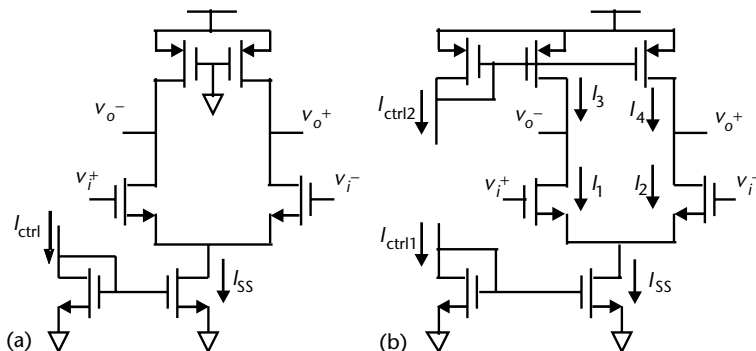 v_o^-
v_o^+
v_i^+
v_i^-
I_ctrl
I_SS
(a)
I_ctrl2
v_o^-
I_3
I_4
v_o^+
v_i^+
I_1
I_2
v_i^-
I_ctrl1
I_SS
(b)